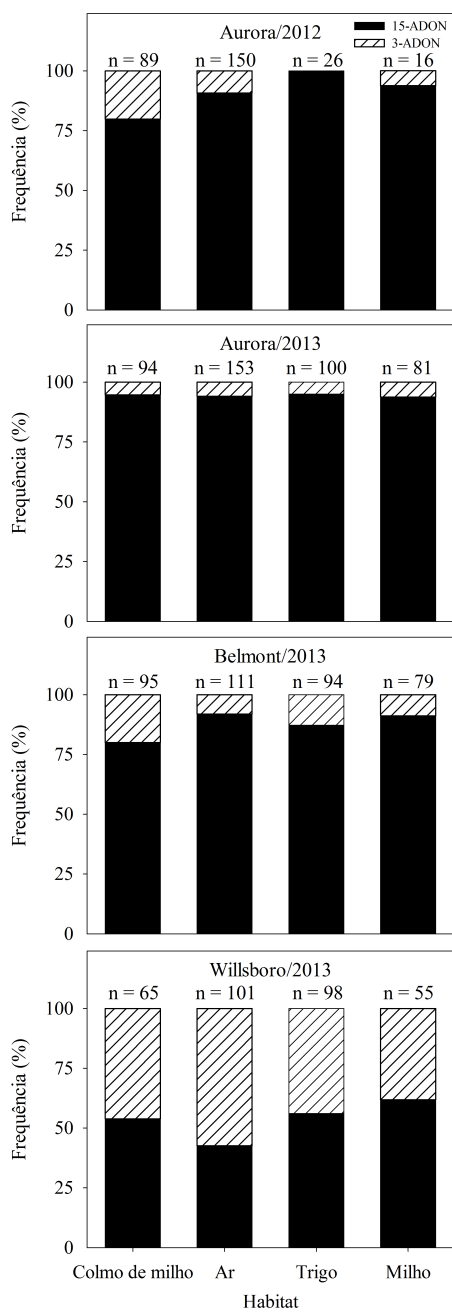 Aurora/2012
15-ADON
3-ADON
n = 89 n = 150 n = 26 n = 16
100
75
50
25
0
Frequência (%)
Aurora/2013
n = 94 n = 153 n = 100 n = 81
100
75
50
25
0
Frequência (%)
Belmont/2013
n = 95 n = 111 n = 94 n = 79
100
75
50
25
0
Frequência (%)
Willsboro/2013
n = 65 n = 101 n = 98 n = 55
100
75
50
25
0
Frequência (%)
Colmo de milho Ar Trigo Milho
Habitat